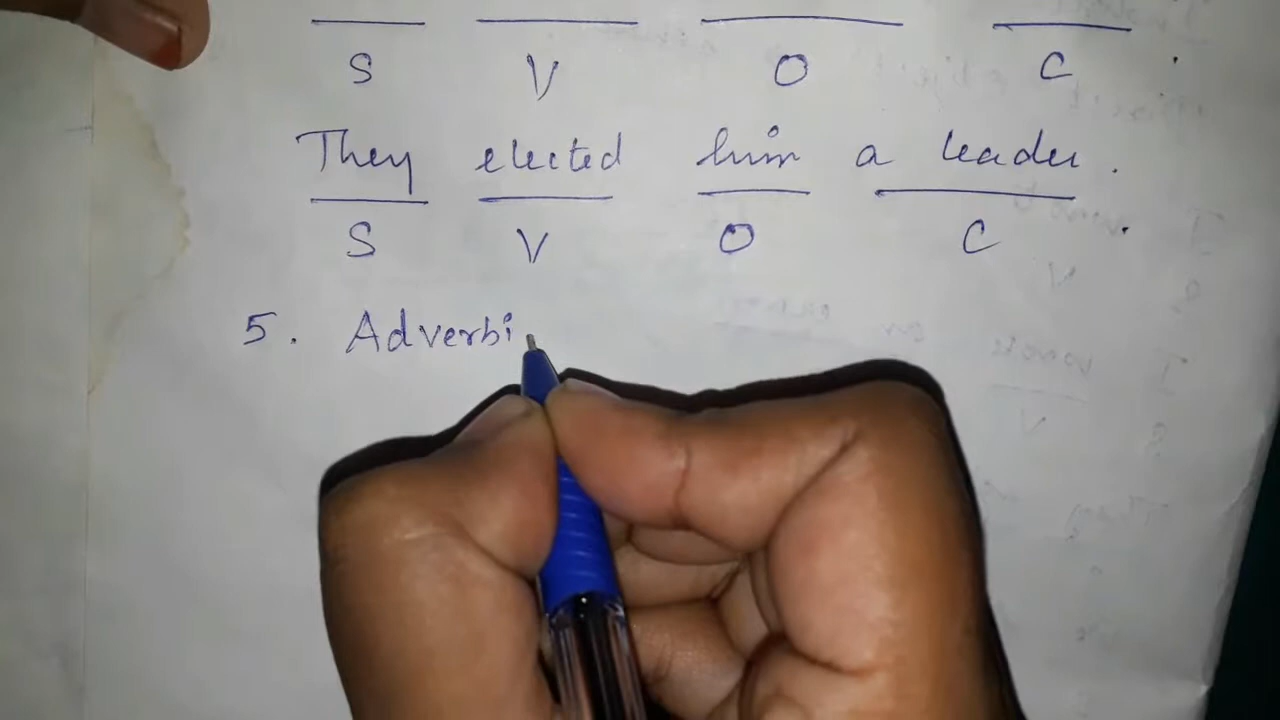 S V O C .
They elected him a leader .
S V O C .
5. Adverbi